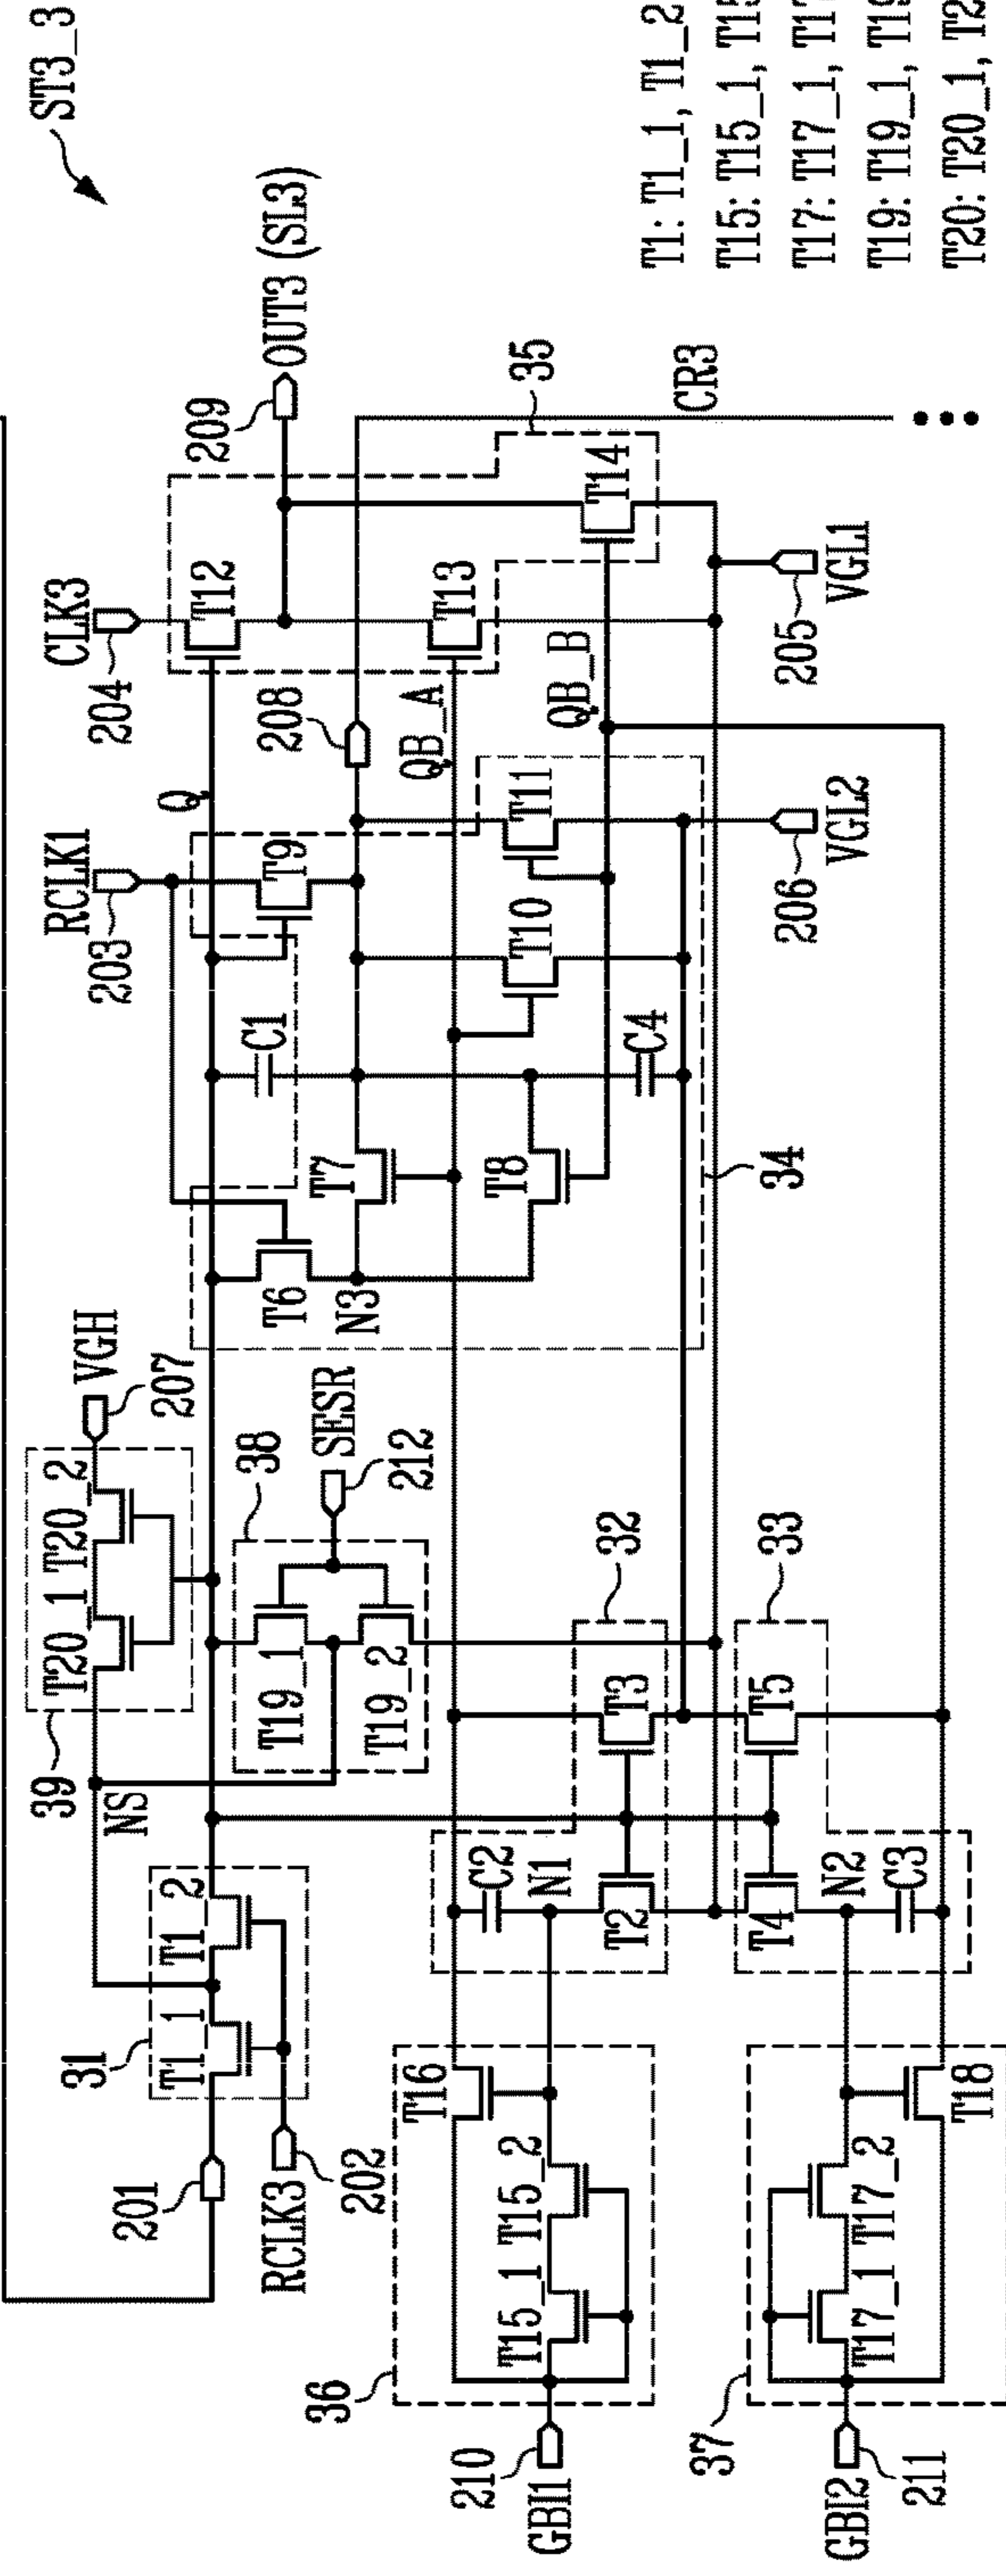 ST3_3
VGH
207
RCLK1
203
CLK3
204
39
T20_1
T20_2
NS
Q
209
OUT3 (SL3)
201
31
T1_1
T1_2
RCLK3
202
38
T19_1
T19_2
SESR
212
T6
N3
T7
C1
T9
T12
208
36
T16
T15_1
T15_2
210
GBI1
C2
N1
T2
T3
32
T8
T10
T11
C4
QB_A
T13
QB_B
T14
35
CR3
37
T17_1
T17_2
T18
GBI2
211
T4
T5
N2
C3
33
34
206
VGL2
205
VGL1
T1: T1_1, T1_2
T15: T15_1, T15
T17: T17_1,
T19: T19_1,
T20: T20_1,